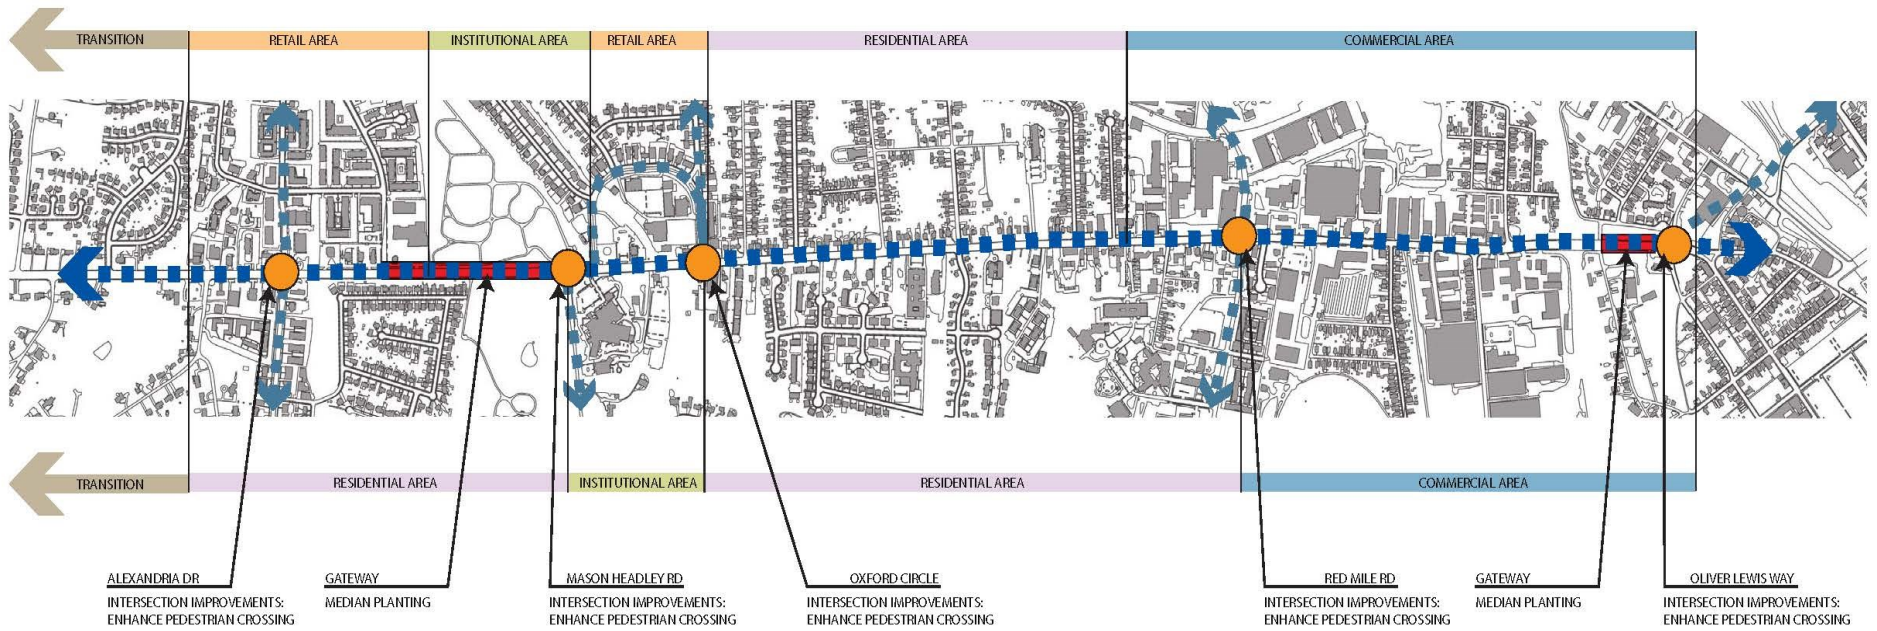 TRANSITION
RETAIL AREA
INSTITUTIONAL AREA
RETAIL AREA
RESIDENTIAL AREA
COMMERCIAL AREA
TRANSITION
RESIDENTIAL AREA
INSTITUTIONAL AREA
RESIDENTIAL AREA
COMMERCIAL AREA
ALEXANDRIA DR
INTERSECTION IMPROVEMENTS:
ENHANCE PEDESTRIAN CROSSING
GATEWAY
MEDIAN PLANTING
MASON HEADLEY RD
INTERSECTION IMPROVEMENTS:
ENHANCE PEDESTRIAN CROSSING
OXFORD CIRCLE
INTERSECTION IMPROVEMENTS:
ENHANCE PEDESTRIAN CROSSING
RED MILE RD
INTERSECTION IMPROVEMENTS:
ENHANCE PEDESTRIAN CROSSING
GATEWAY
MEDIAN PLANTING
OLIVER LEWIS WAY
INTERSECTION IMPROVEMENTS:
ENHANCE PEDESTRIAN CROSSING